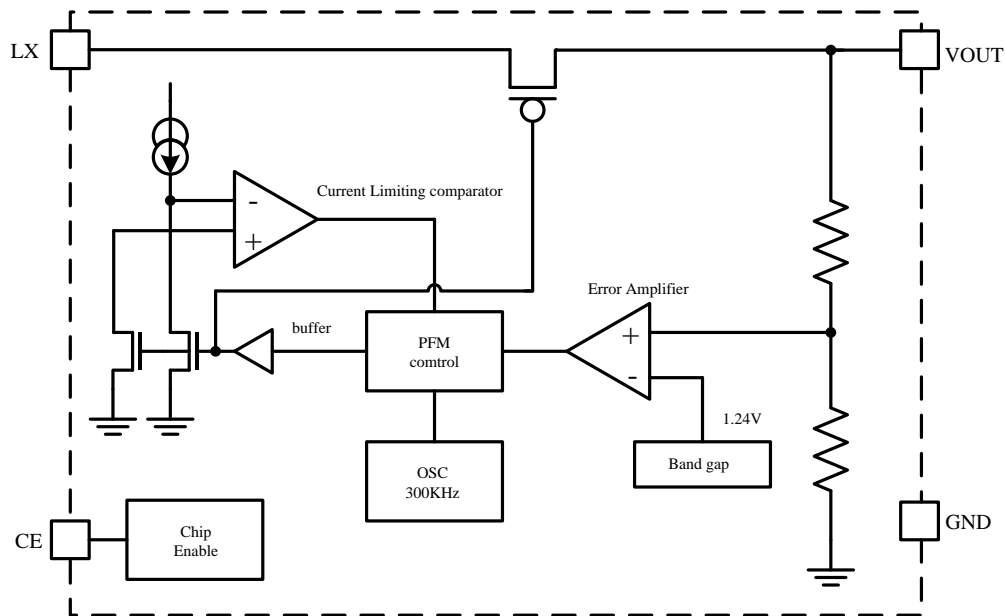 LX
VOUT
Current Limiting comparator
-
+
Error Amplifier
buffer
PFM
comtrol
+
-
1.24V
OSC
300KHz
Band gap
CE
Chip
Enable
GND